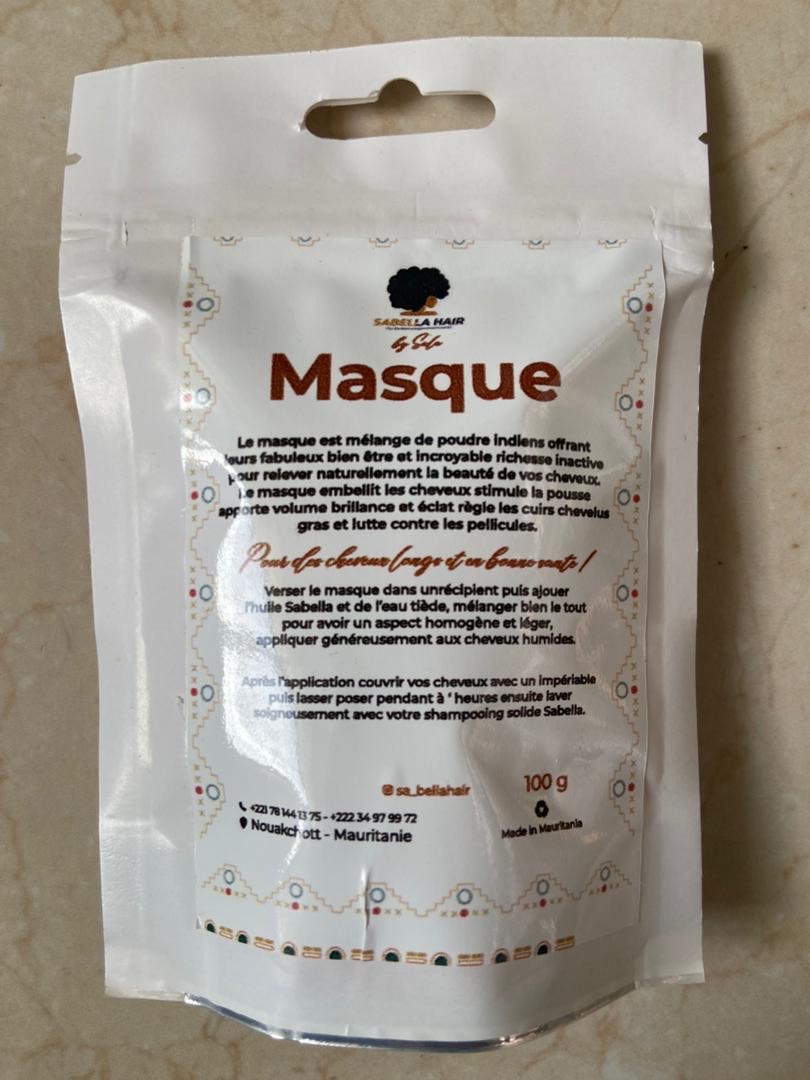 SABELLA HAIR
by Sala
Masque
Le masque est mélange de poudre indiens offrant
leurs fabuleux bien être et incroyable richesse inactive
pour relever naturellement la beauté de vos cheveux.
Le masque embellit les cheveux stimule la pousse
apporte volume brillance et éclat règle les cuirs chevelus
gras et lutte contre les pellicules.
Pour des cheveux longs et en bonne santé !
Verser le masque dans unrécipient puis ajouer
l'huile Sabella et de l'eau tiède, mélanger bien le tout
pour avoir un aspect homogène et léger,
appliquer généreusement aux cheveux humides.
Après l'application couvrir vos cheveux avec un impériable
puis lasser poser pendant à ' heures ensuite laver
soigneusement avec votre shampooing solide Sabella.
sa_bellahair
100 g
+221 78 144 13 75 - +222 34 97 99 72
Nouakchott - Mauritanie
Made in Mauritania